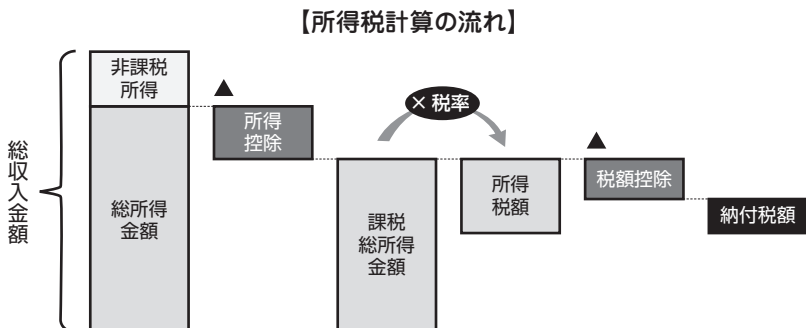 【所得税計算の流れ】
総収入金額
非課税
所得
総所得
金額
▲
所得
控除
課税
総所得
金額
×税率
所得
税額
▲
税額控除
納付税額